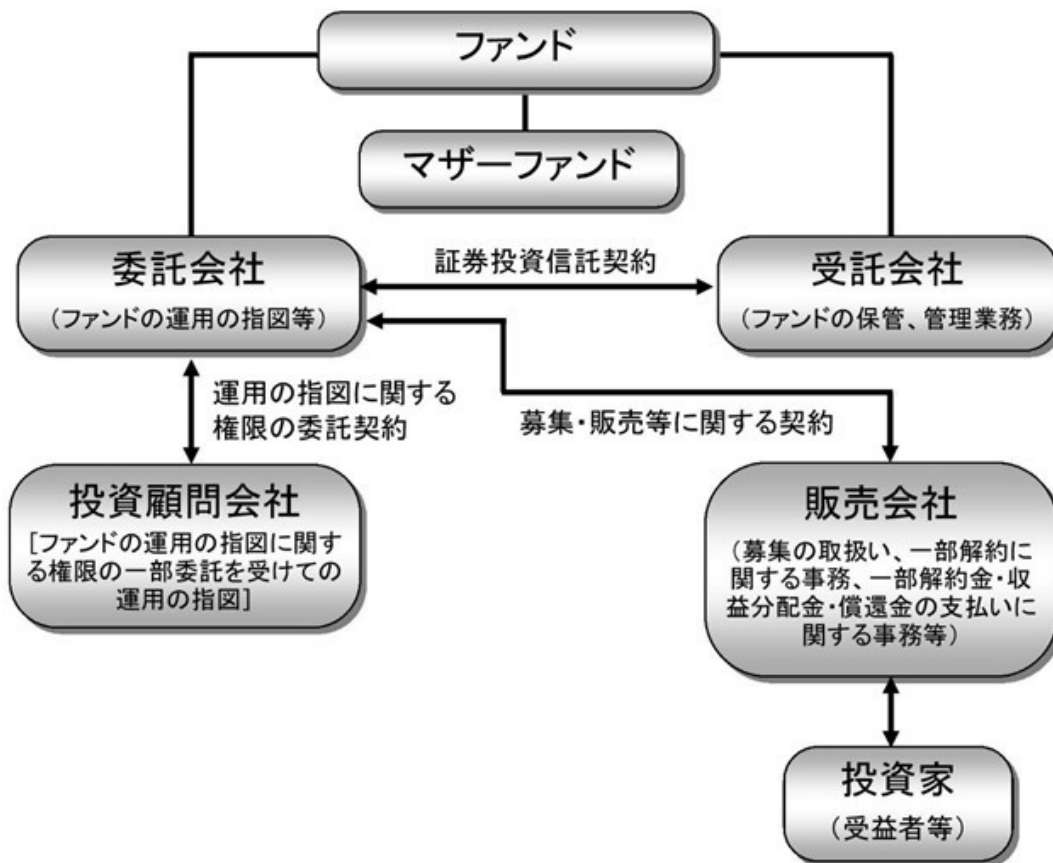 ファンド
マザーファンド
委託会社
（ファンドの運用の指図等）
証券投資信託契約
受託会社
（ファンドの保管、管理業務）
運用の指図に関する
権限の委託契約
募集・販売等に関する契約
投資顧問会社
［ファンドの運用の指図に関す
る権限の一部委託を受けての
運用の指図］
販売会社
（募集の取扱い、一部解約に
関する事務、一部解約金・収
益分配金・償還金の支払いに
関する事務等）
投資家
（受益者等）